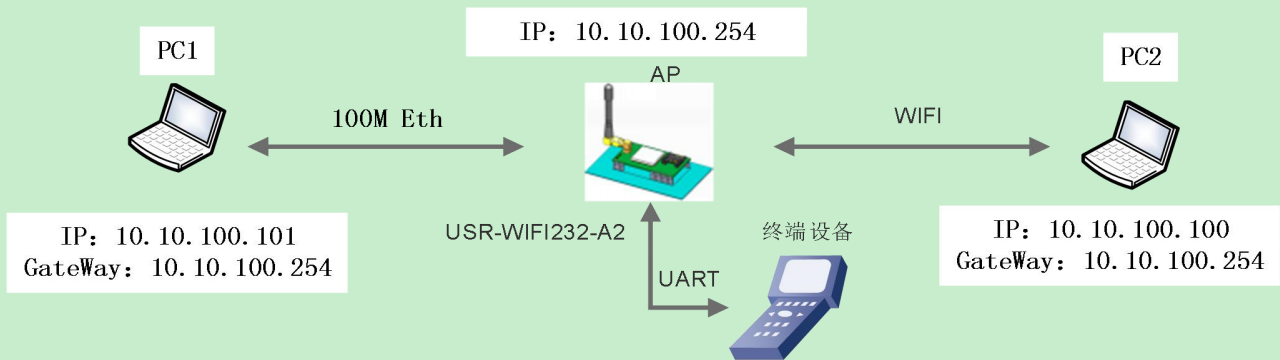 IP：10.10.100.254
PC1
AP
PC2
100M Eth
WIFI
IP：10.10.100.101
GateWay：10.10.100.254
USR-WIFI232-A2
终端设备
IP：10.10.100.100
GateWay：10.10.100.254
UART